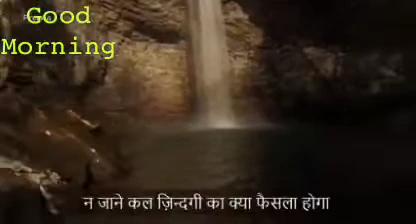 Good
Morning
न जाने कल ज़िन्दगी का क्या फैसला होगा